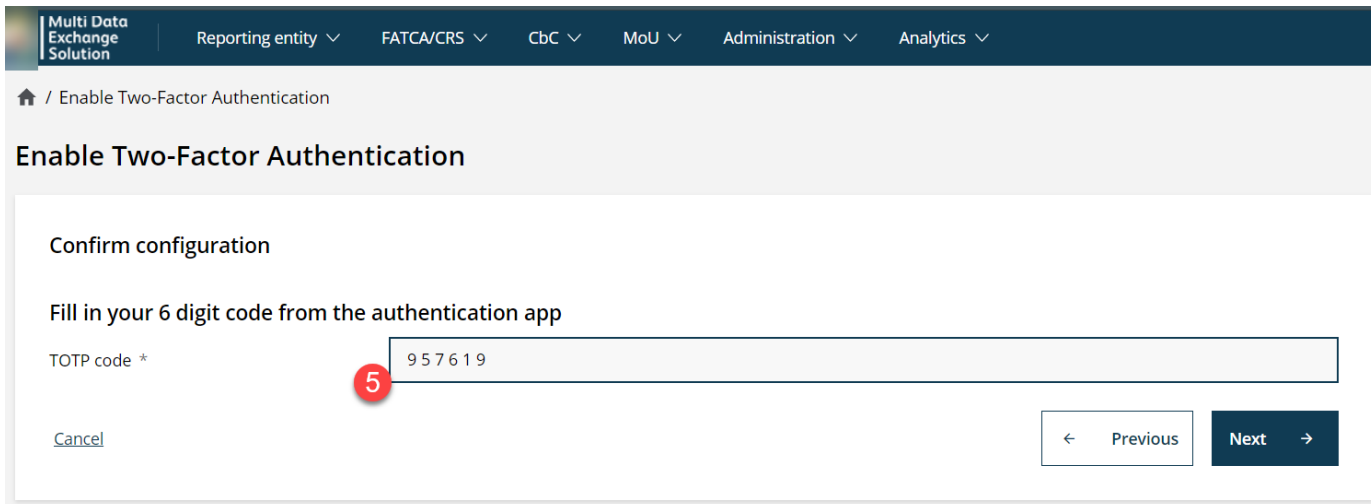 Multi Data
Exchange
Solution
Reporting entity FATCA/CRS CbC MoU Administration Analytics
/ Enable Two-Factor Authentication
Enable Two-Factor Authentication
Confirm configuration
Fill in your 6 digit code from the authentication app
TOTP code * 957619
5
Cancel ← Previous Next →